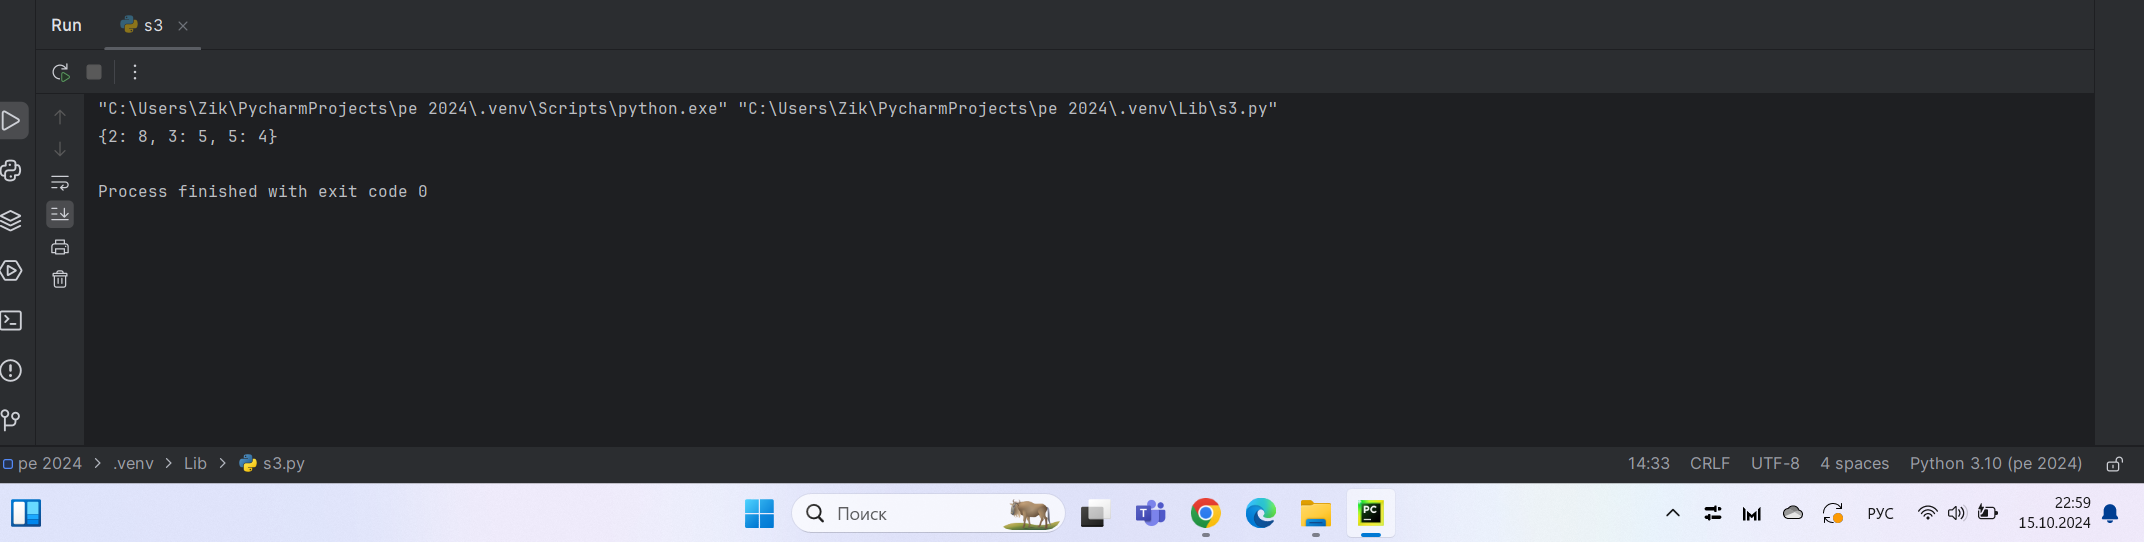 Run s3
"C:\Users\Zik\PycharmProjects\pe 2024\.venv\Scripts\python.exe" "C:\Users\Zik\PycharmProjects\pe 2024\.venv\Lib\s3.py"
{2: 8, 3: 5, 5: 4}
Process finished with exit code 0
pe 2024 > .venv > Lib > s3.py 14:33 CRLF UTF-8 4 spaces Python 3.10 (pe 2024)
Поиск T PC РУС 22:59
15.10.2024